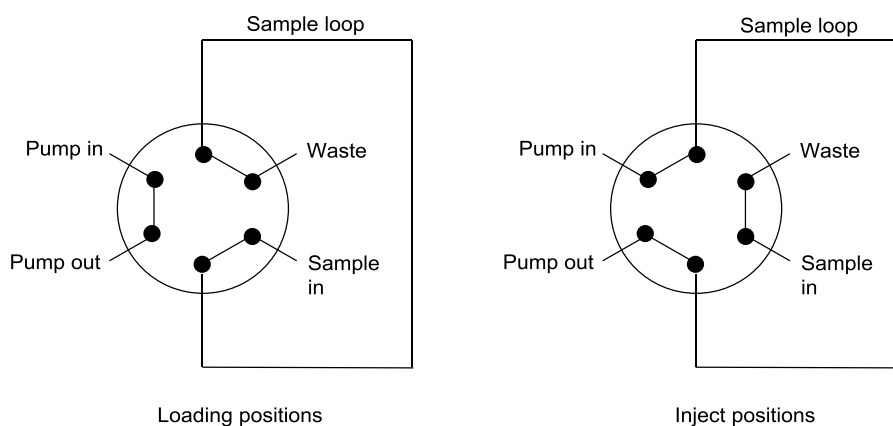 Sample loop
Pump in
Waste
Pump out
Sample
in
Loading positions
Sample loop
Pump in
Waste
Pump out
Sample
in
Inject positions